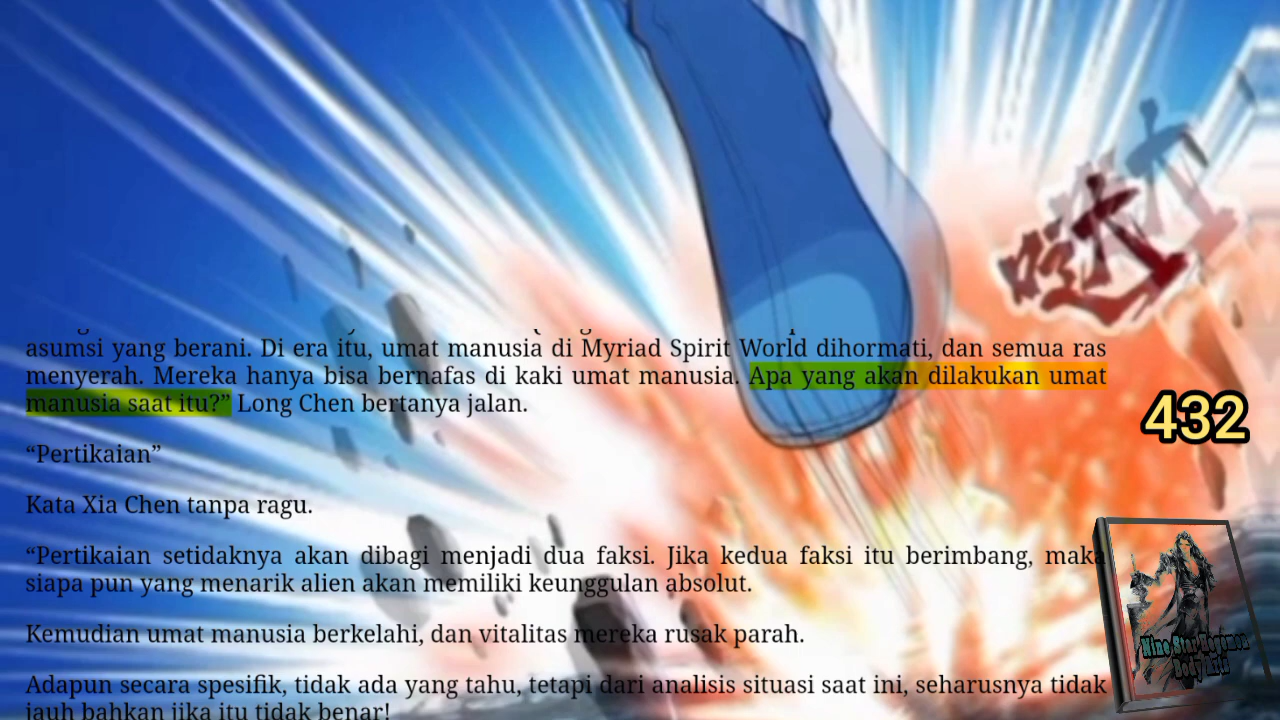 asumsi yang berani. Di era itu, umat manusia di Myriad Spirit World dihormati, dan semua ras
menyerah. Mereka hanya bisa bernafas di kaki umat manusia. Apa yang akan dilakukan umat
manusia saat itu?” Long Chen bertanya jalan.
“Pertikaian”
Kata Xia Chen tanpa ragu.
“Pertikaian setidaknya akan dibagi menjadi dua faksi. Jika kedua faksi itu berimbang, maka
siapa pun yang menarik alien akan memiliki keunggulan absolut.
Kemudian umat manusia berkelahi, dan vitalitas mereka rusak parah.
Adapun secara spesifik, tidak ada yang tahu, tetapi dari analisis situasi saat ini, seharusnya tidak
jauh bahkan jika itu tidak benar!
432
Nine Star Hegemon
Body Arts